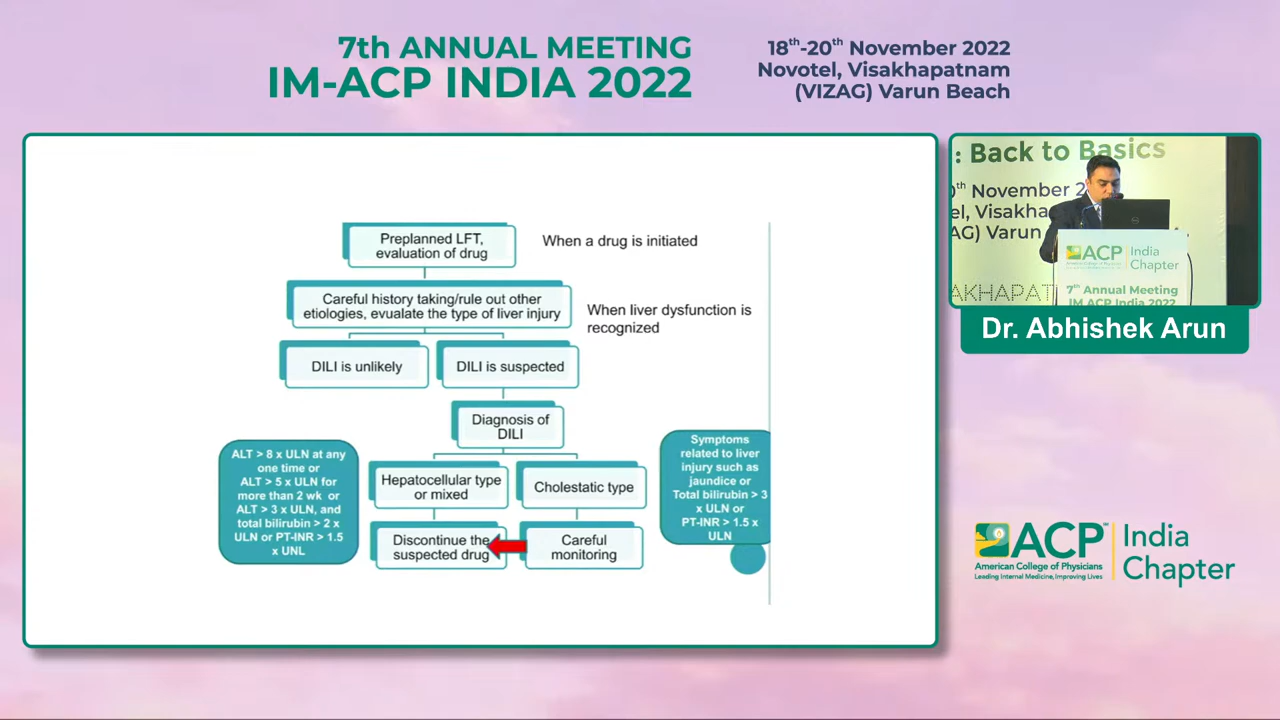 7th ANNUAL MEETING
IM-ACP INDIA 2022
18th-20th November 2022
Novotel, Visakhapatnam
(VIZAG) Varun Beach
Preplanned LFT,
evaluation of drug
When a drug is initiated
Careful history taking/rule out other
etiologies, evualate the type of liver injury
When liver dysfunction is
recognized
DILI is unlikely
DILI is suspected
Diagnosis of
DILI
ALT > 8 x ULN at any
one time or
ALT > 5 x ULN for
more than 2 wk or
ALT > 3 x ULN, and
total bilirubin > 2 x
ULN or PT-INR > 1.5
x UNL
Hepatocellular type
or mixed
Cholestatic type
Discontinue the
suspected drug
Careful
monitoring
Symptoms
related to liver
injury such as
jaundice or
Total bilirubin > 3
x ULN or
PT-INR > 1.5 x
ULN
: Back to Basics
November 2
Visakha
Varun
ACP India
Chapter
7th Annual Meeting
IM ACP India 2022
Dr. Abhishek Arun
ACP India
American College of Physicians Chapter
Leading Internal Medicine, Improving Lives